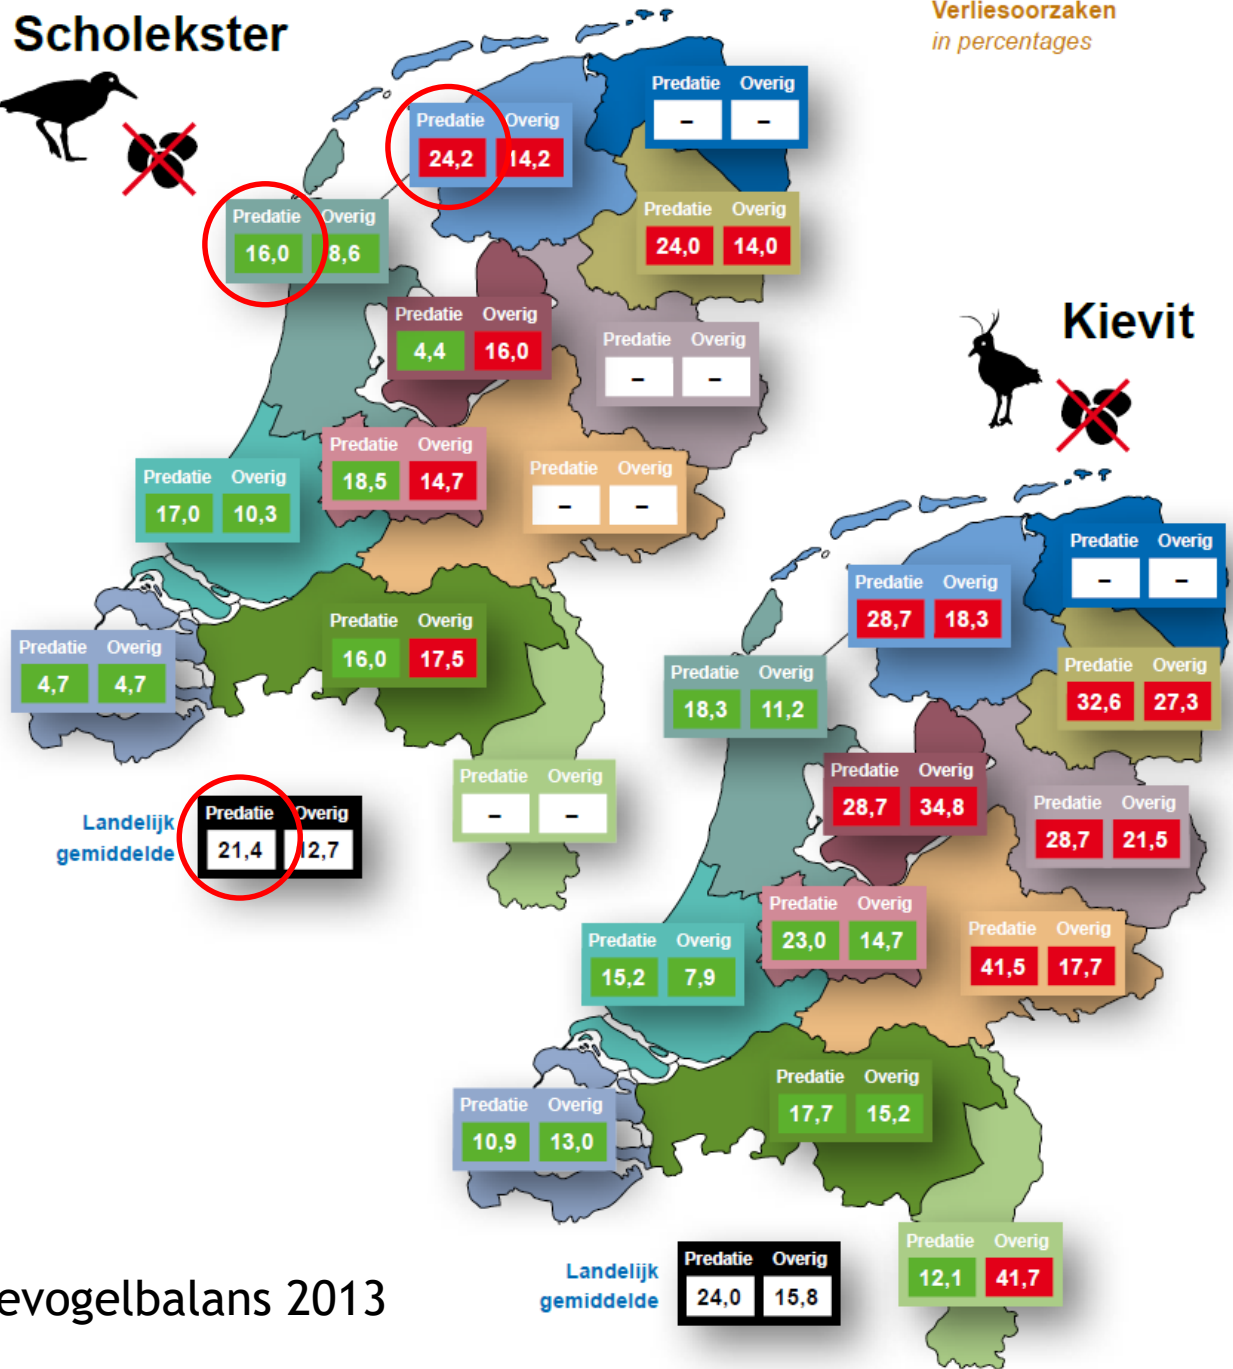 Scholekster
Verliesoorzaken
in percentages
Predatie Overig
– –
Predatie Overig
24,2 14,2
Predatie Overig
16,0 8,6
Predatie Overig
24,0 14,0
Predatie Overig
4,4 16,0
Predatie Overig
– –
Predatie Overig
18,5 14,7
Predatie Overig
– –
Predatie Overig
17,0 10,3
Predatie Overig
16,0 17,5
Predatie Overig
4,7 4,7
Predatie Overig
– –
Landelijk
gemiddelde
Predatie Overig
21,4 12,7
Kievit
Predatie Overig
– –
Predatie Overig
28,7 18,3
Predatie Overig
18,3 11,2
Predatie Overig
32,6 27,3
Predatie Overig
28,7 34,8
Predatie Overig
28,7 21,5
Predatie Overig
23,0 14,7
Predatie Overig
41,5 17,7
Predatie Overig
15,2 7,9
Predatie Overig
17,7 15,2
Predatie Overig
10,9 13,0
Predatie Overig
12,1 41,7
Landelijk
gemiddelde
Predatie Overig
24,0 15,8
evogelbalans 2013